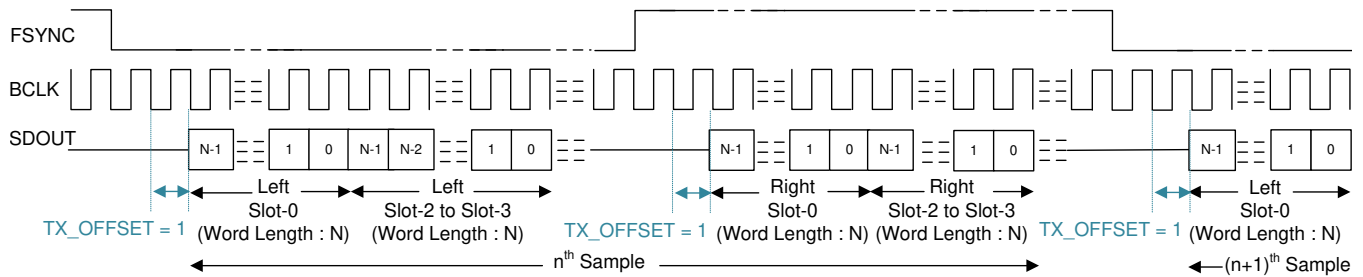 FSYNC
BCLK
SDOUT
N-1 1 0 N-1 N-2 1 0 N-1 1 0 N-1 1 0 N-1 1 0
Left Left Right Right Left
Slot-0 Slot-2 to Slot-3 Slot-0 Slot-2 to Slot-3 Slot-0
TX_OFFSET = 1 (Word Length : N) (Word Length : N) TX_OFFSET = 1 (Word Length : N) (Word Length : N) TX_OFFSET = 1 (Word Length : N)
nth Sample (n+1)th Sample